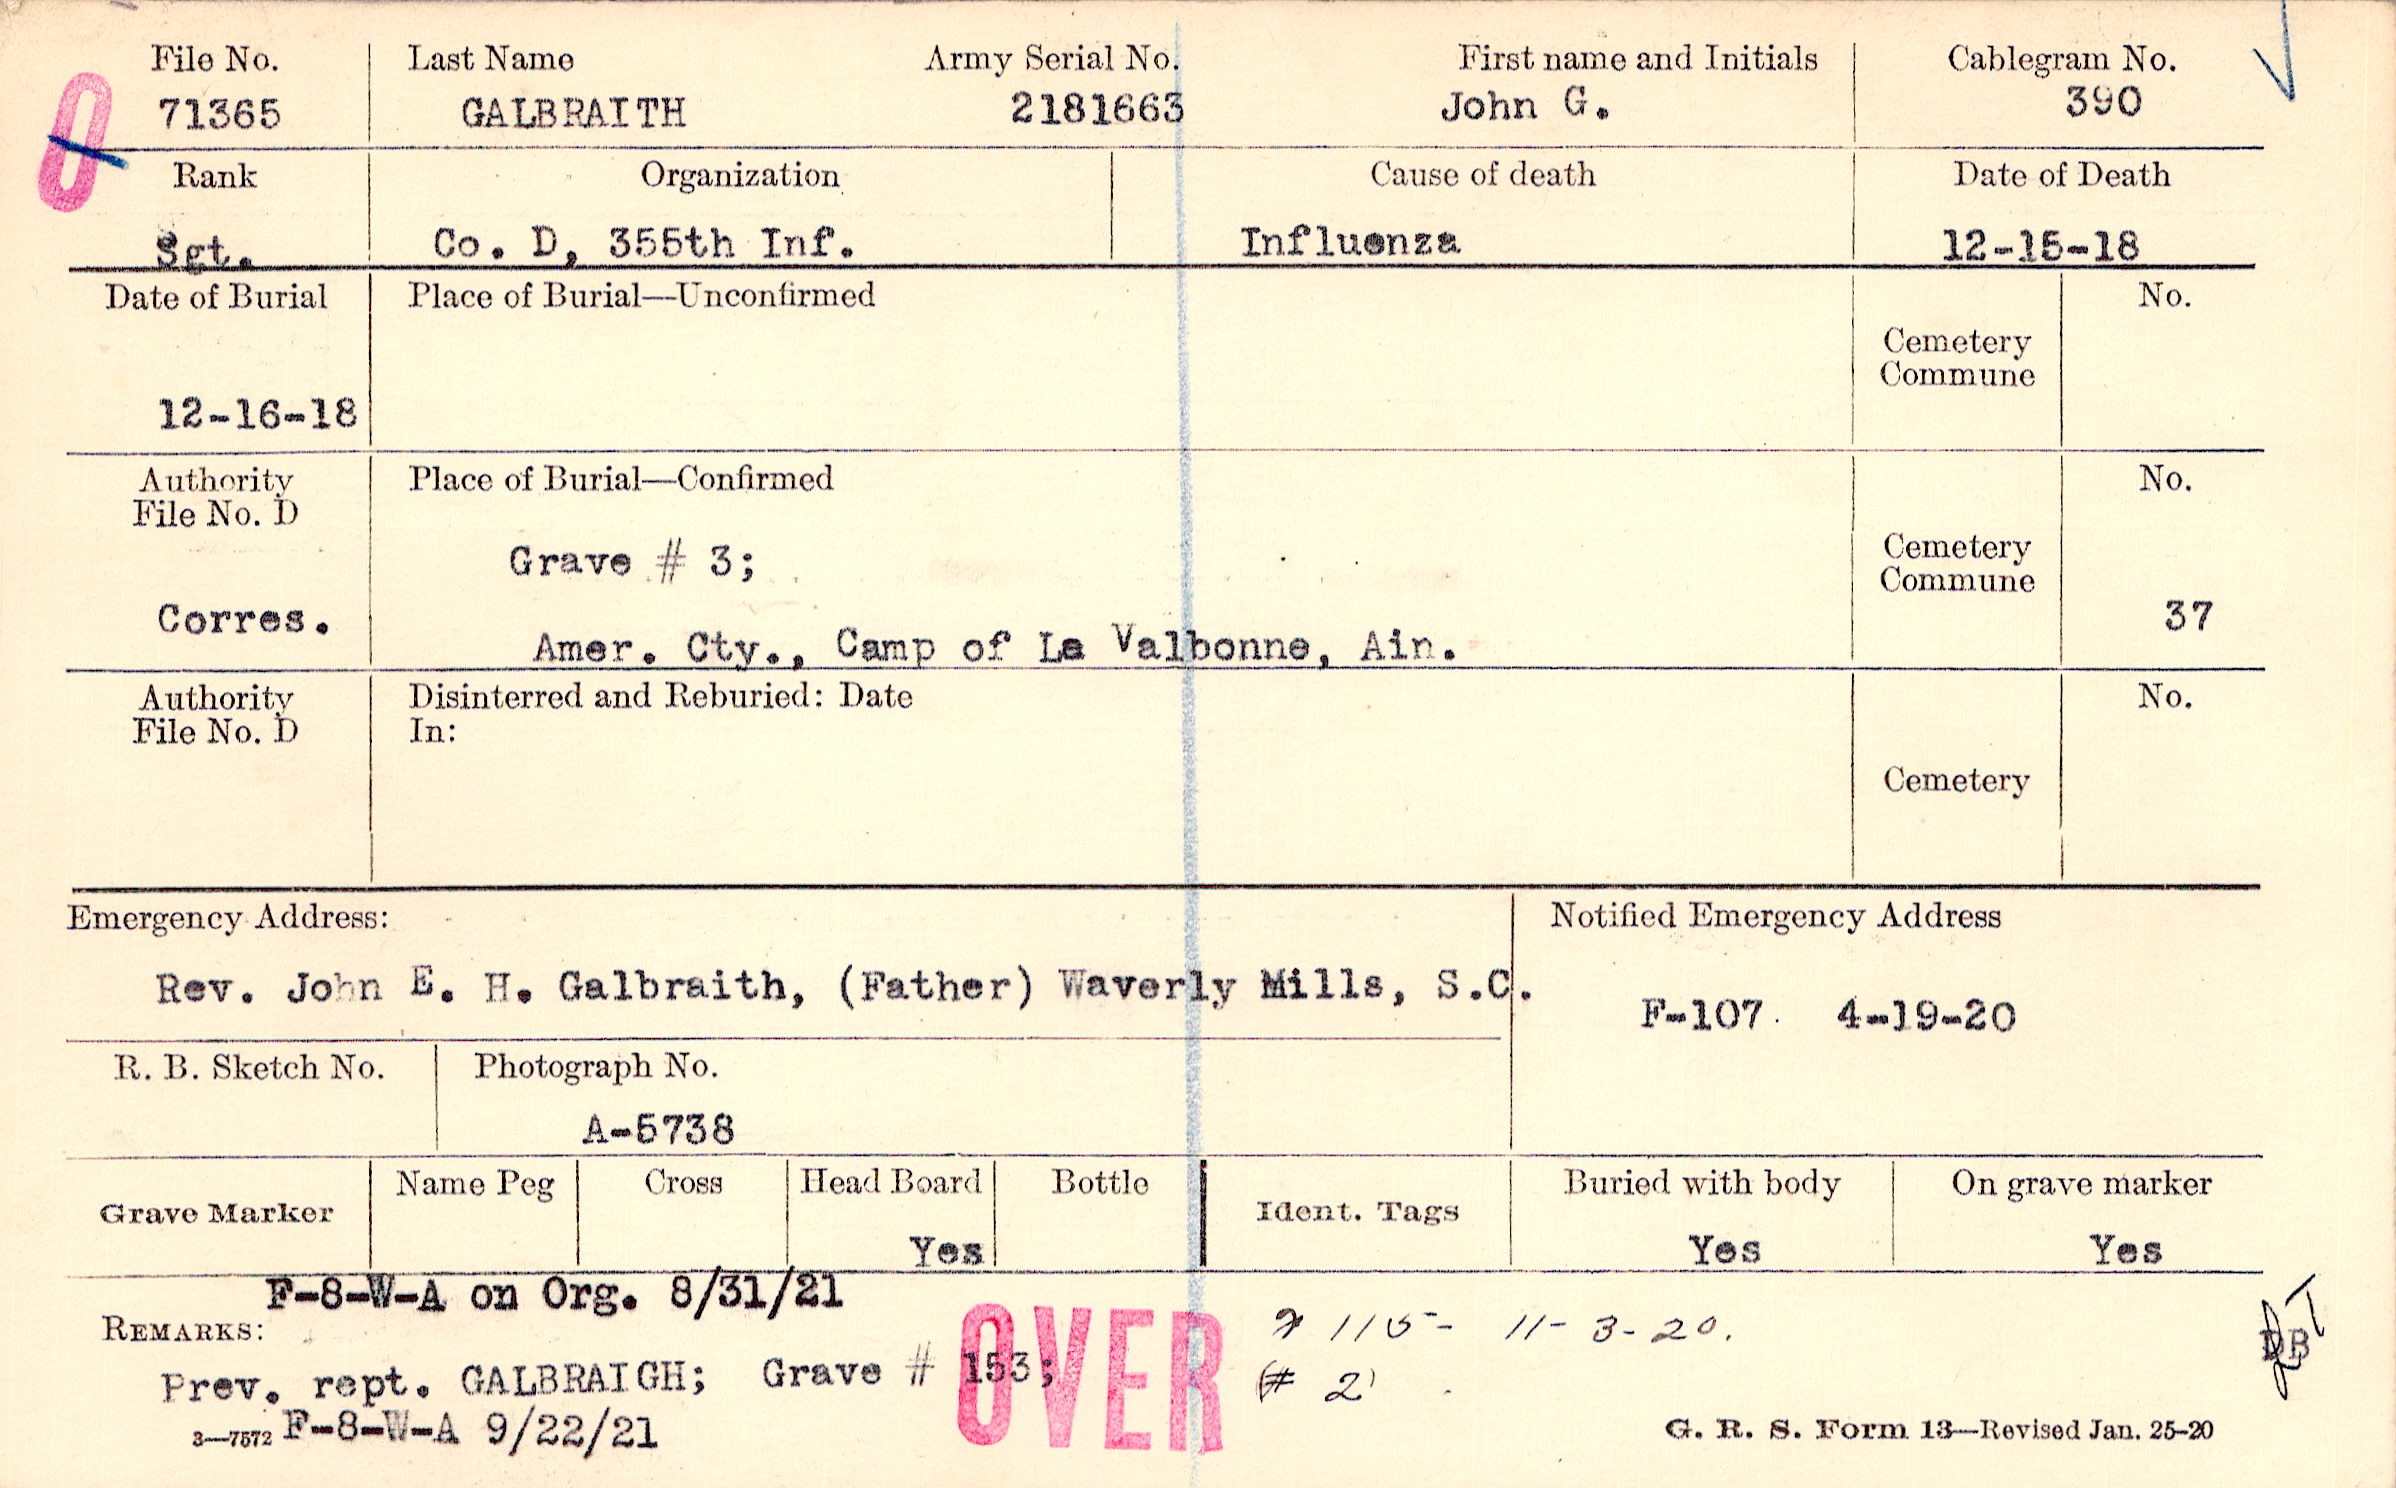 File No. Last Name Army Serial No. First name and Initials Cablegram No.
71365 GALBRAITH 2181663 John G. 390
O
Rank Organization Cause of death Date of Death
Sgt. Co. D, 355th Inf. Influenza 12-15-18
Date of Burial Place of Burial—Unconfirmed No.
Cemetery
Commune
12-16-18
Authority Place of Burial—Confirmed No.
File No. D
Grave # 3; Cemetery
Commune
Corres. 37
Amer. Cty., Camp of La Valbonne, Ain.
Authority Disinterred and Reburied: Date No.
File No. D In:
Cemetery
Emergency Address: Notified Emergency Address
Rev. John E. H. Galbraith, (Father) Waverly Mills, S.C.
F-107 4-19-20
R. B. Sketch No. Photograph No.
A-5738
Grave Marker Name Peg Cross Head Board Bottle Ident. Tags Buried with body On grave marker
Yes Yes Yes
F-8-W-A on Org. 8/31/21
REMARKS: 115- 11-3-20.
Prev. rept. GALBRAIGH; Grave # 153; # 2
OVER
3—7572 F-8-W-A 9/22/21
G. R. S. Form 13—Revised Jan. 25-20